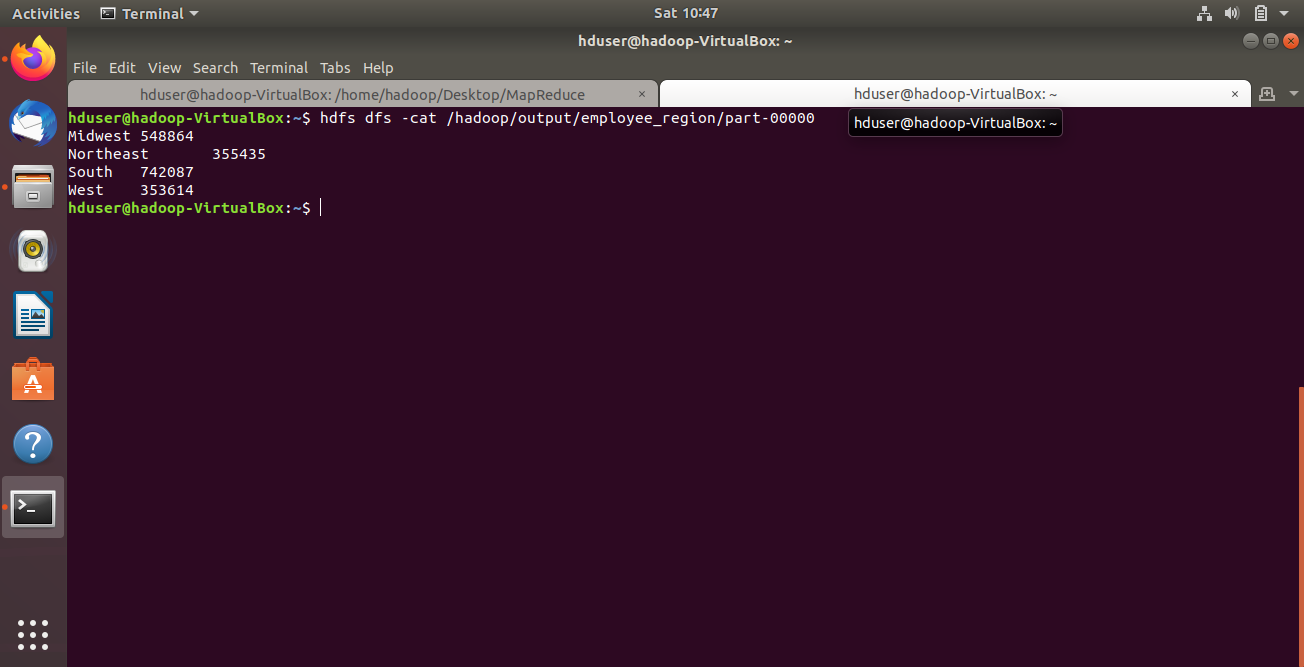 Activities Terminal Sat 10:47
hduser@hadoop-VirtualBox: ~
File Edit View Search Terminal Tabs Help
hduser@hadoop-VirtualBox: /home/hadoop/Desktop/MapReduce × hduser@hadoop-VirtualBox: ~ ×
hduser@hadoop-VirtualBox:~$ hdfs dfs -cat /hadoop/output/employee_region/part-00000
hduser@hadoop-VirtualBox: ~
Midwest 548864
Northeast 355435
South 742087
West 353614
hduser@hadoop-VirtualBox:~$